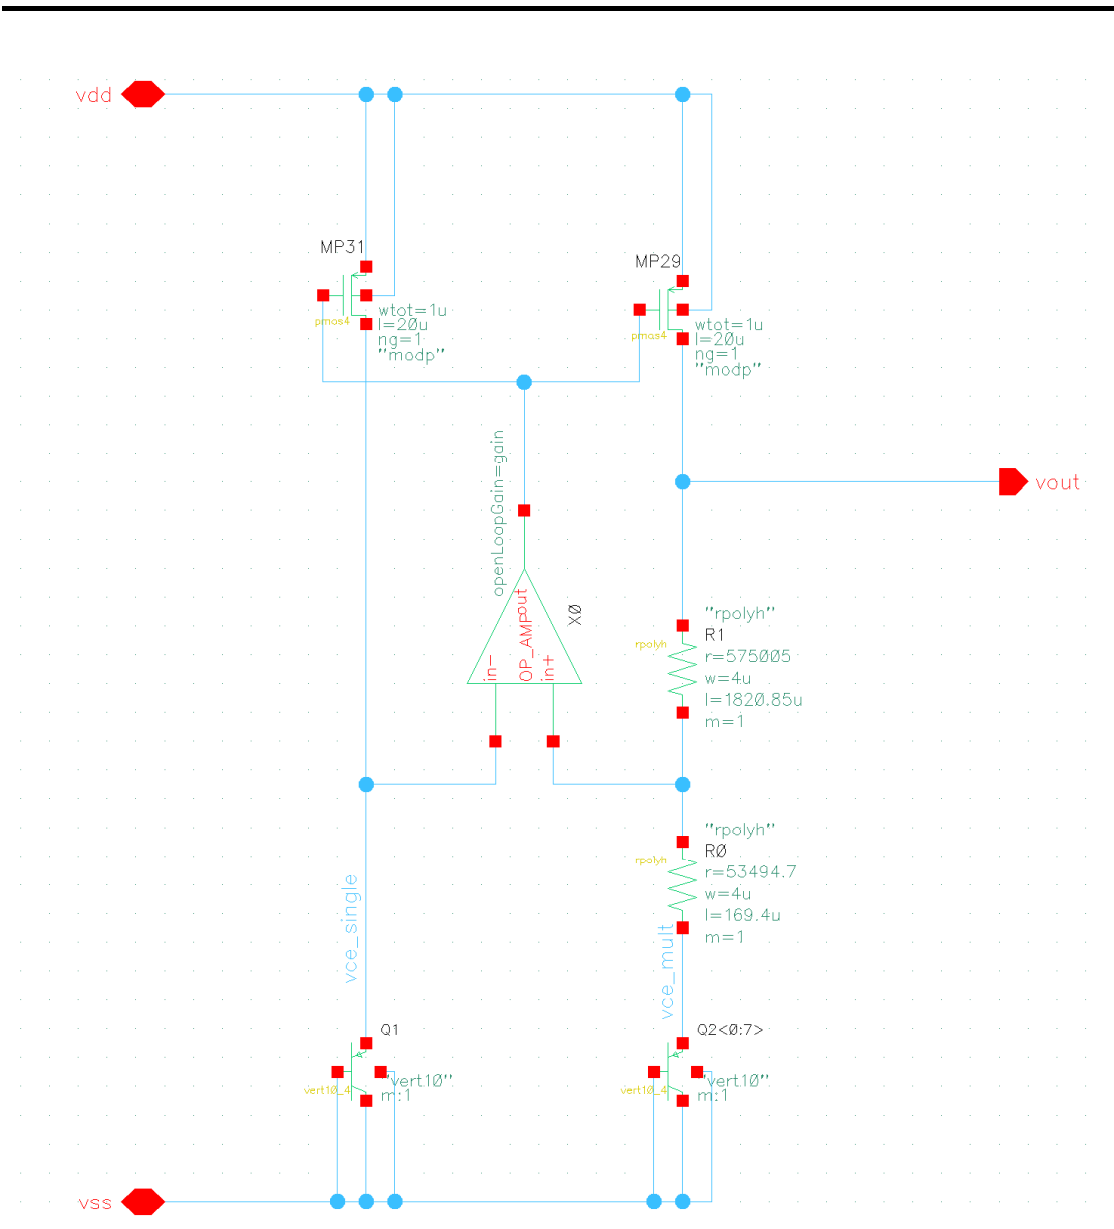 vdd
MP31
pmos4
wtot=1u
l=20u
ng=1
"modp"
MP29
pmos4
wtot=1u
l=20u
ng=1
"modp"
openLoopGain=gain
vout
out
OP_AMP
in-
in+
X0
"rpolyh"
R1
rpolyh
r=575005
w=4u
l=1820.85u
m=1
"rpolyh"
R0
rpolyh
r=53494.7
w=4u
l=169.4u
m=1
vce_single
vce_mult
Q1
vert10_4
"vert10"
m:1
Q2<0:7>
vert10_4
"vert10"
m:1
vss